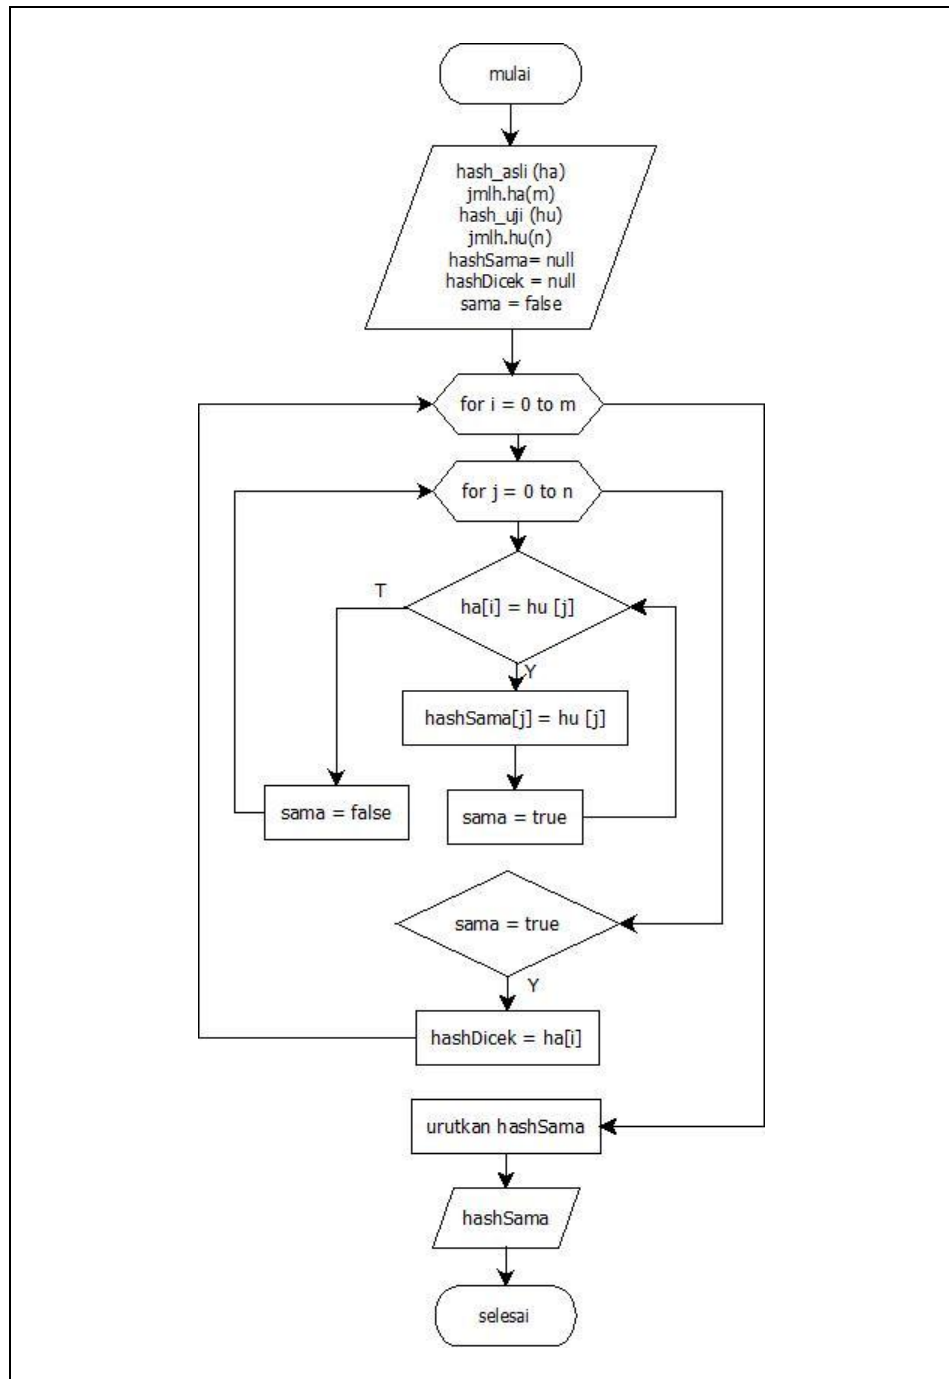 mulai
hash_asli (ha)
jmlh.ha(m)
hash_uji (hu)
jmlh.hu(n)
hashSama= null
hashDicek = null
sama = false
for i = 0 to m
for j = 0 to n
T
ha[i] = hu [j]
Y
hashSama[j] = hu [j]
sama = false
sama = true
sama = true
Y
hashDicek = ha[i]
urutkan hashSama
hashSama
selesai